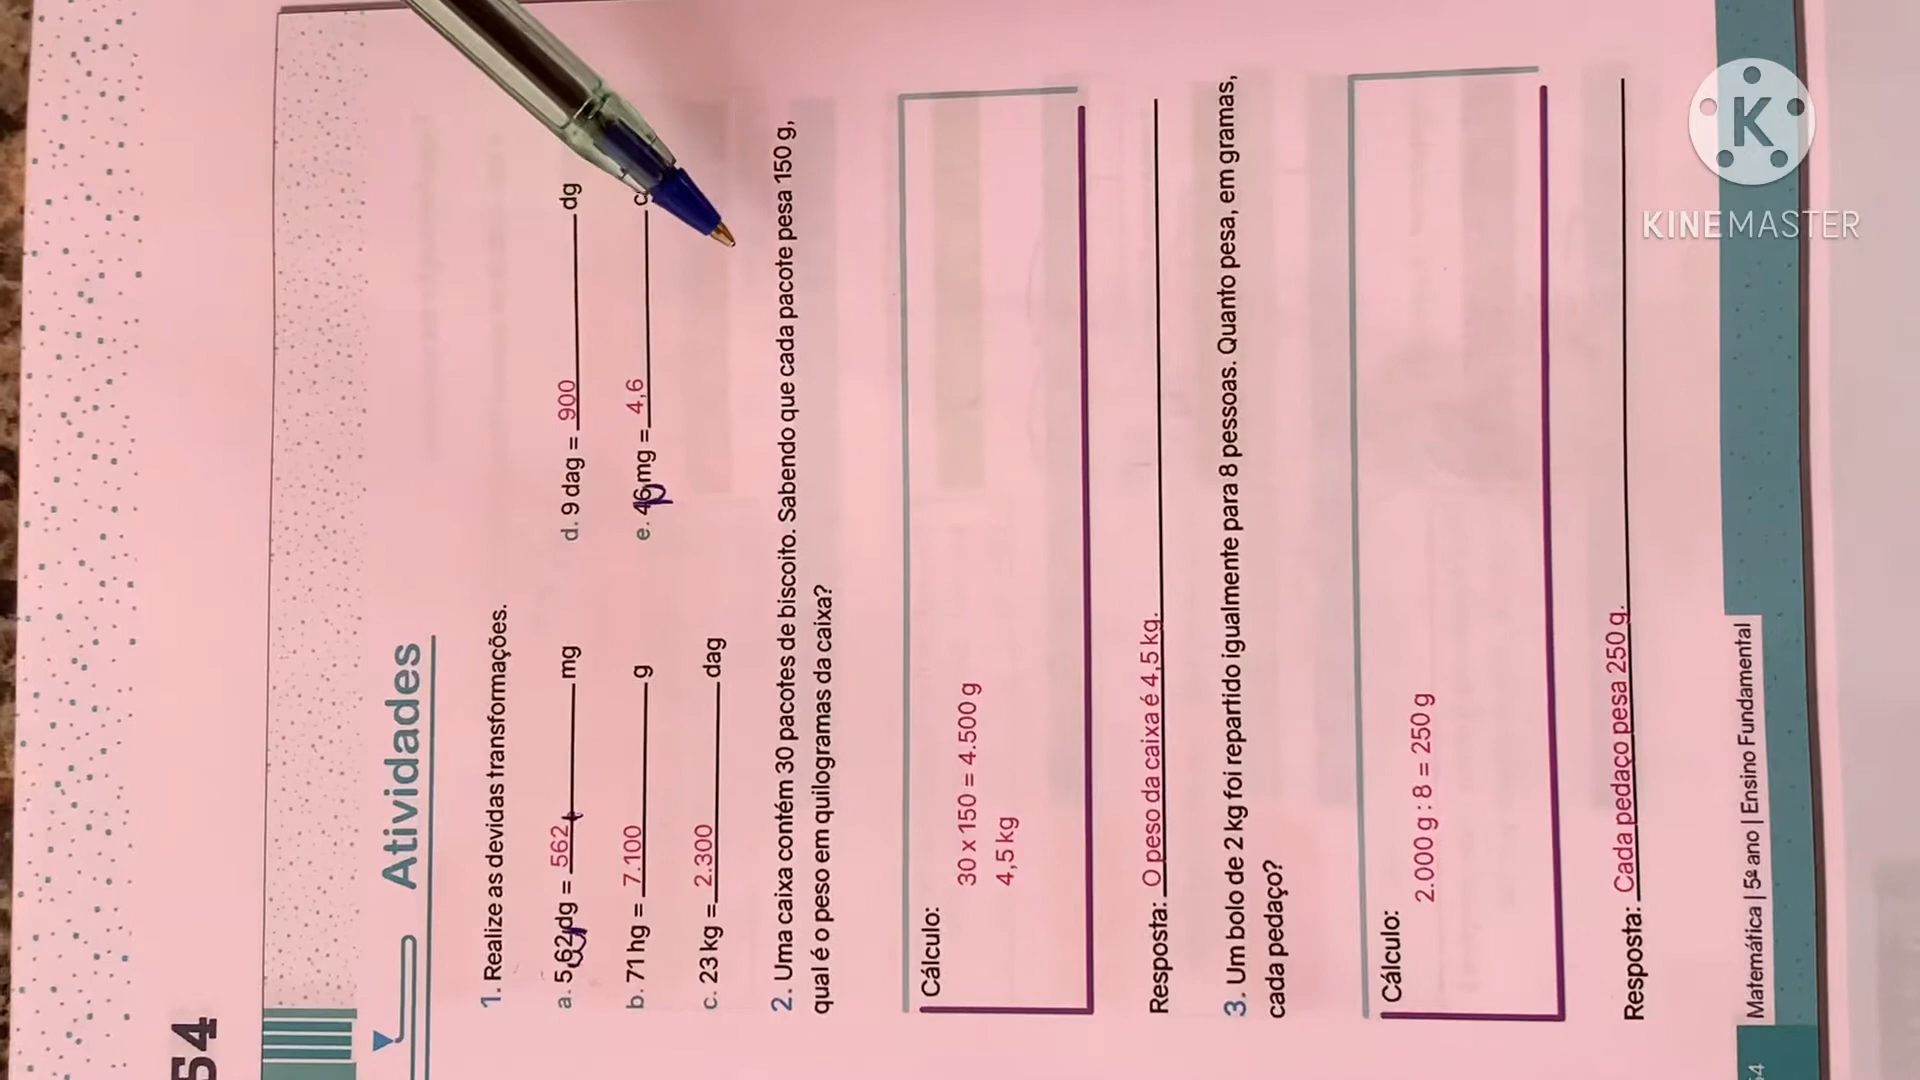 54
Atividades
1. Realize as devidas transformações.
a. 5,62 dg = 562 mg
b. 71 hg = 7.100 g
c. 23 kg = 2.300 dag
d. 9 dag = 900 dg
e. 46 mg = 4,6 c
2. Uma caixa contém 30 pacotes de biscoito. Sabendo que cada pacote pesa 150 g,
qual é o peso em quilogramas da caixa?
Cálculo:
30 x 150 = 4.500 g
4,5 kg
Resposta: O peso da caixa é 4,5 kg.
3. Um bolo de 2 kg foi repartido igualmente para 8 pessoas. Quanto pesa, em gramas,
cada pedaço?
Cálculo:
2.000 g : 8 = 250 g
Resposta: Cada pedaço pesa 250 g.
Matemática | 5º ano | Ensino Fundamental
K
KINEMASTER